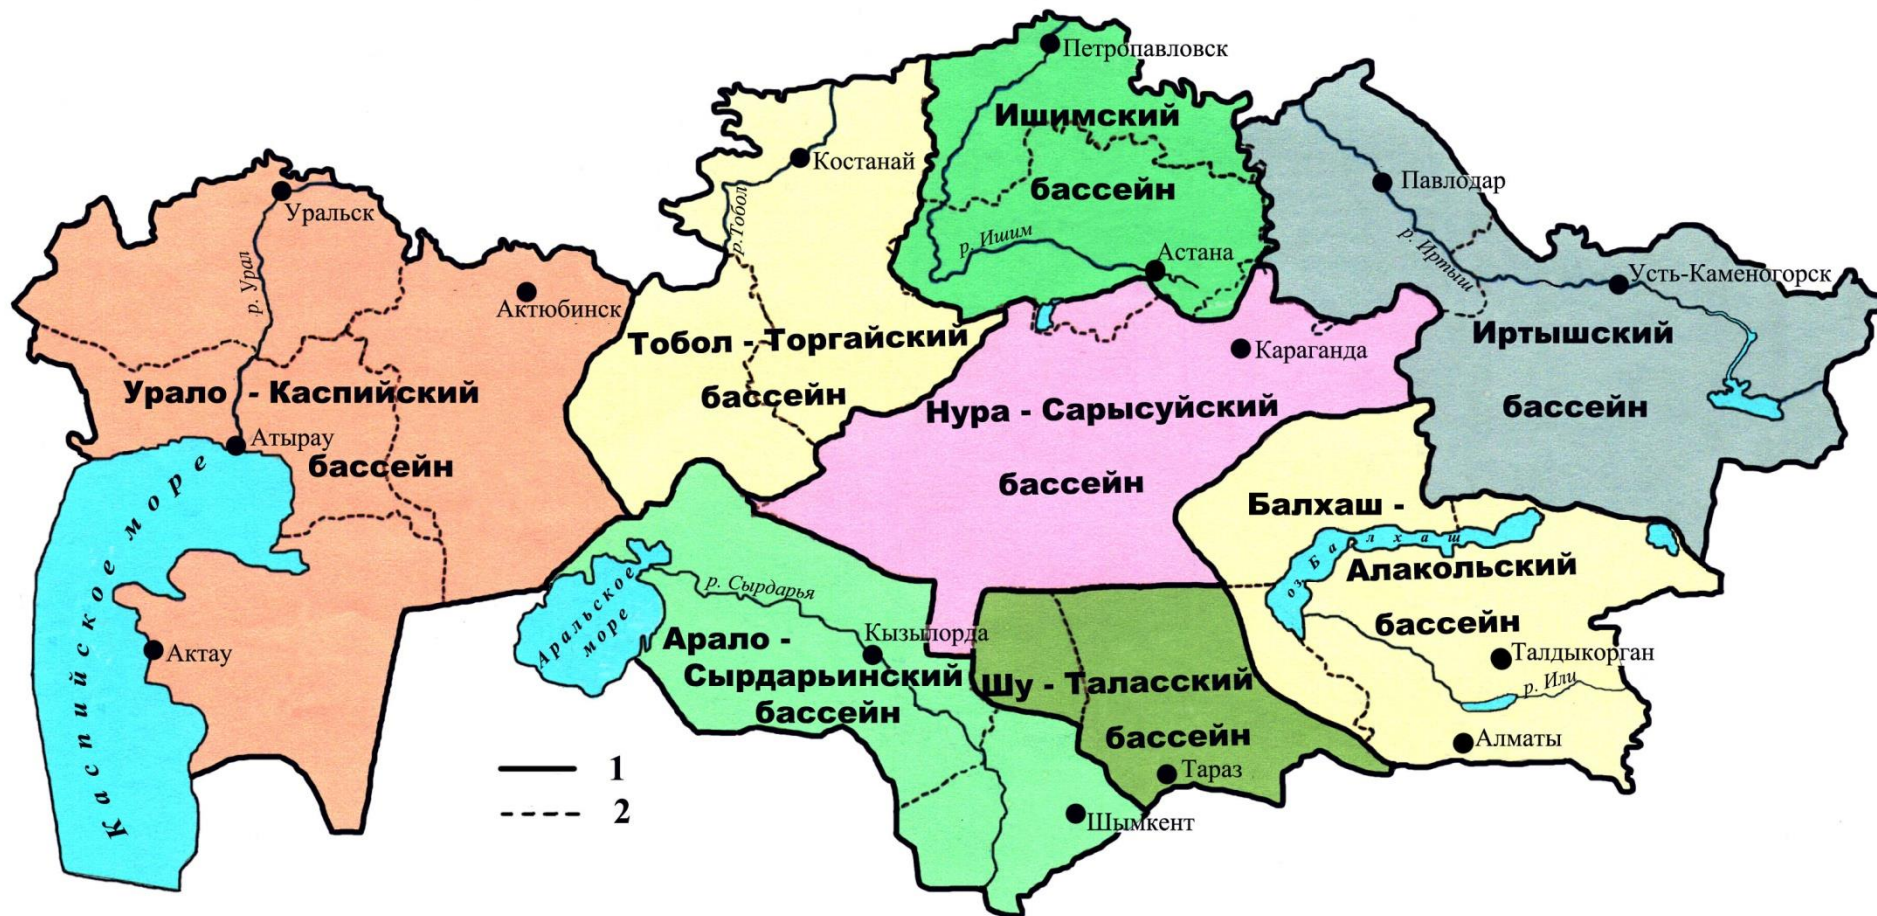 Петропавловск
Ишимский
бассейн
Костанай
р.Тобол
р. Ишим
Астана
Павлодар
р. Иртыш
Усть-Каменогорск
Иртышский
бассейн
Уральск
р. Урал
Актюбинск
Тобол - Торгайский
бассейн
Караганда
Урало - Каспийский
бассейн
Нура - Сарысуйский
бассейн
Атырау
Каспийское море
Актау
Балхаш -
Алакольский
бассейн
оз. Балхаш
Талдыкорган
р. Или
Алматы
Аральское
море
р. Сырдарья
Кызылорда
Арало -
Сырдарьинский
бассейн
Шу - Таласский
бассейн
Тараз
Шымкент
1
2